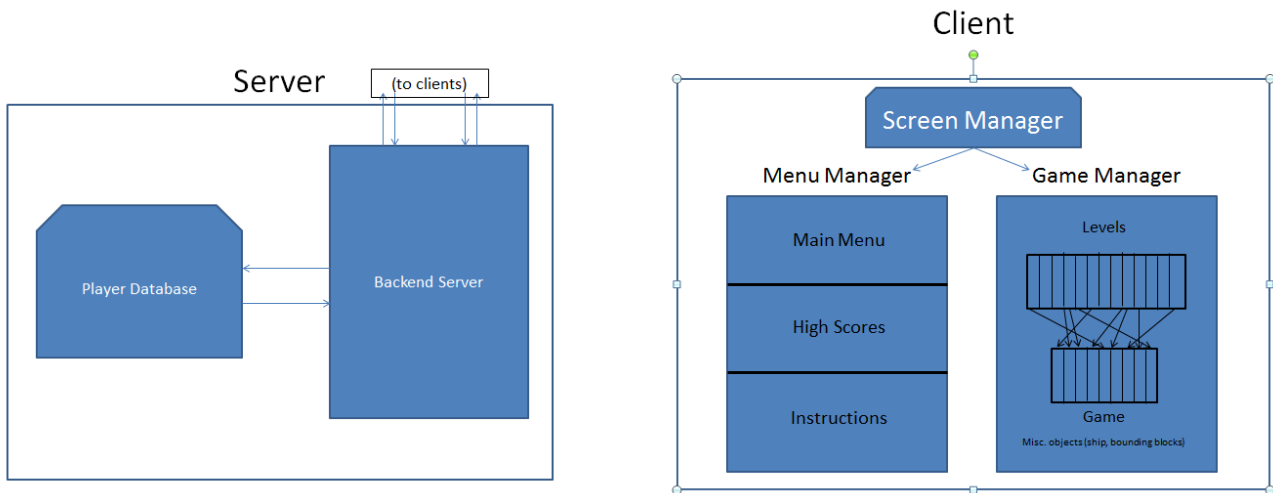 Server
(to clients)
Player Database
Backend Server
Client
Screen Manager
Menu Manager
Game Manager
Main Menu
High Scores
Instructions
Levels
Game
Misc. objects (ship, bounding blocks)